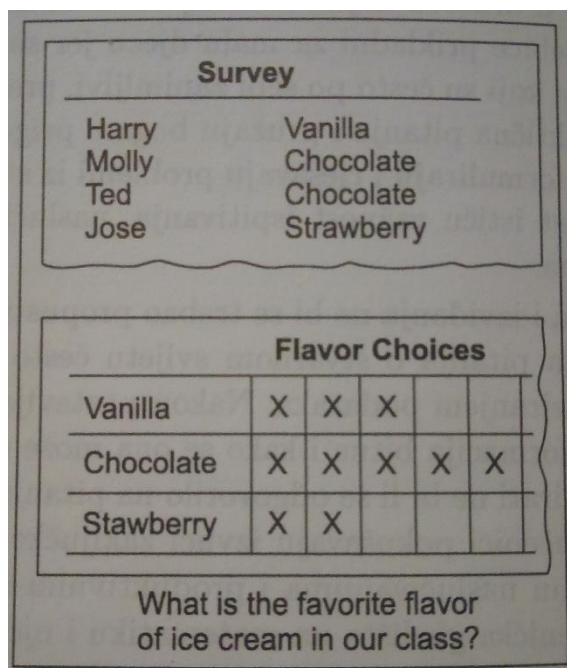 Survey
Harry Vanilla
Molly Chocolate
Ted Chocolate
Jose Strawberry
Flavor Choices
Vanilla X X X
Chocolate X X X X X
Stawberry X X
What is the favorite flavor
of ice cream in our class?